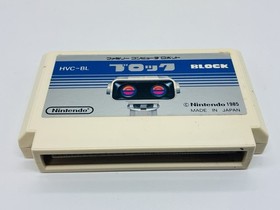 ファミリー コンピュータ ロボット
HVC-BL
ブロック
BLOCK
Nintendo
© Nintendo 1985
MADE IN JAPAN